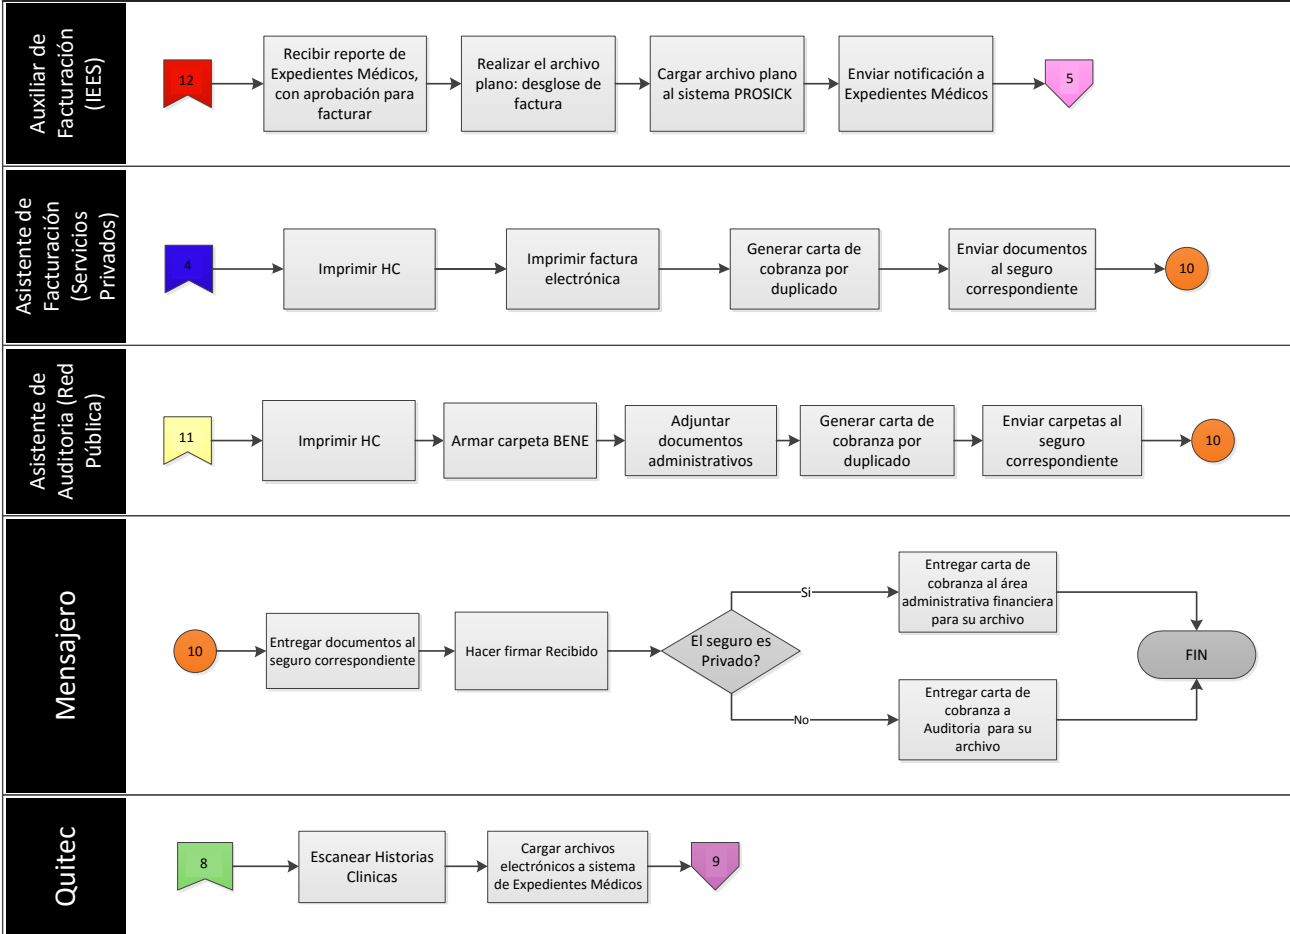 Auxiliar de
Facturación
(IEES)
12
Recibir reporte de
Expedientes Médicos,
con aprobación para
facturar
Realizar el archivo
plano: desglose de
factura
Cargar archivo plano
al sistema PROSICK
Enviar notificación a
Expedientes Médicos
5
Asistente de
Facturación
(Servicios
Privados)
4
Imprimir HC
Imprimir factura
electrónica
Generar carta de
cobranza por
duplicado
Enviar documentos
al seguro
correspondiente
10
Asistente de
Auditoria (Red
Pública)
11
Imprimir HC
Armar carpeta BENE
Adjuntar
documentos
administrativos
Generar carta de
cobranza por
duplicado
Enviar carpetas al
seguro
correspondiente
10
Mensajero
10
Entregar documentos al
seguro correspondiente
Hacer firmar Recibido
El seguro es
Privado?
Si
Entregar carta de
cobranza al área
administrativa financiera
para su archivo
No
Entregar carta de
cobranza a
Auditoria para su
archivo
FIN
Quitec
8
Escanear Historias
Clinicas
Cargar archivos
electrónicos a sistema
de Expedientes Médicos
9